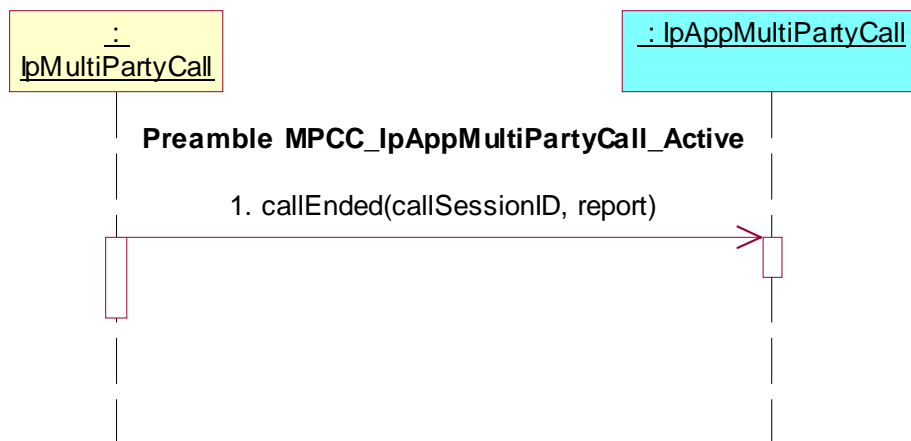 :
IpMultiPartyCall
: IpAppMultiPartyCall
Preamble MPCC_IpAppMultiPartyCall_Active
1. callEnded(callSessionID, report)